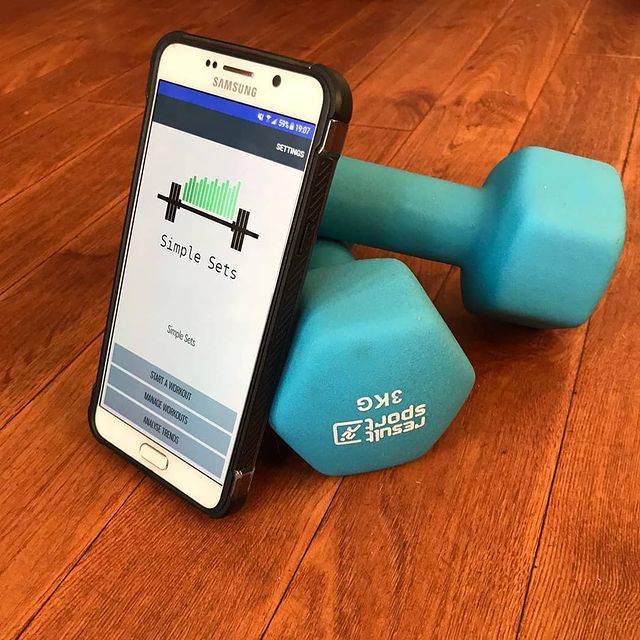 SAMSUNG
59% 19:07
SETTINGS
Simple Sets
Simple Sets
START A WORKOUT
MANAGE WORKOUTS
ANALYSE TRENDS
result
sport
3KG